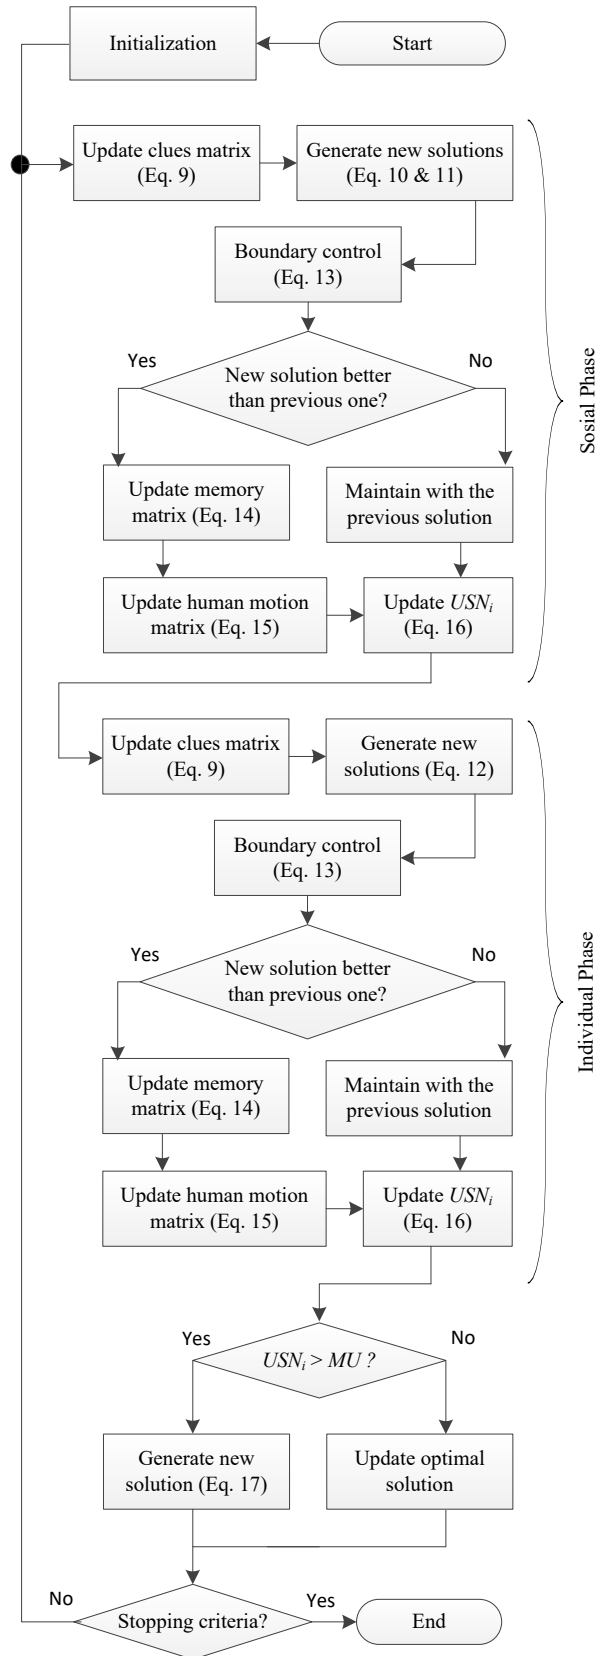 Initialization
Start
Update clues matrix
(Eq. 9)
Generate new solutions
(Eq. 10 & 11)
Boundary control
(Eq. 13)
Yes
No
New solution better
than previous one?
Update memory
matrix (Eq. 14)
Maintain with the
previous solution
Update human motion
matrix (Eq. 15)
Update USNi
(Eq. 16)
Sosial Phase
Update clues matrix
(Eq. 9)
Generate new
solutions (Eq. 12)
Boundary control
(Eq. 13)
Yes
No
New solution better
than previous one?
Update memory
matrix (Eq. 14)
Maintain with the
previous solution
Update human motion
matrix (Eq. 15)
Update USNi
(Eq. 16)
Individual Phase
Yes
No
USNi > MU ?
Generate new
solution (Eq. 17)
Update optimal
solution
No
Stopping criteria?
Yes
End